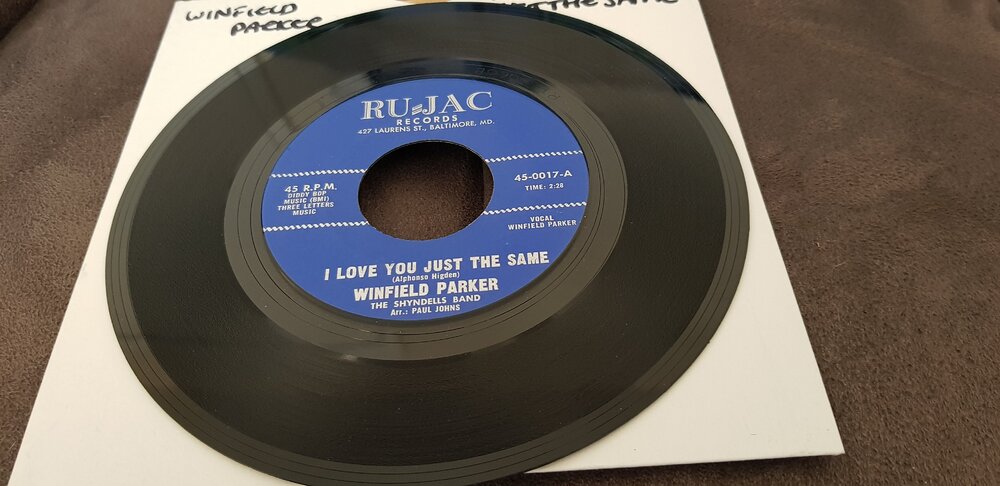 WINFIELD
PARKER
THE SAME
RU-JAC
RECORDS
427 LAURENS ST., BALTIMORE, MD.
45 R.P.M.
DIDDY BOP
MUSIC (BMI)
THREE LETTERS
MUSIC
45-0017-A
TIME: 2:28
VOCAL
WINFIELD PARKER
I LOVE YOU JUST THE SAME
(Alphonso Higden)
WINFIELD PARKER
THE SHYNDELLS BAND
Arr.: PAUL JOHNS